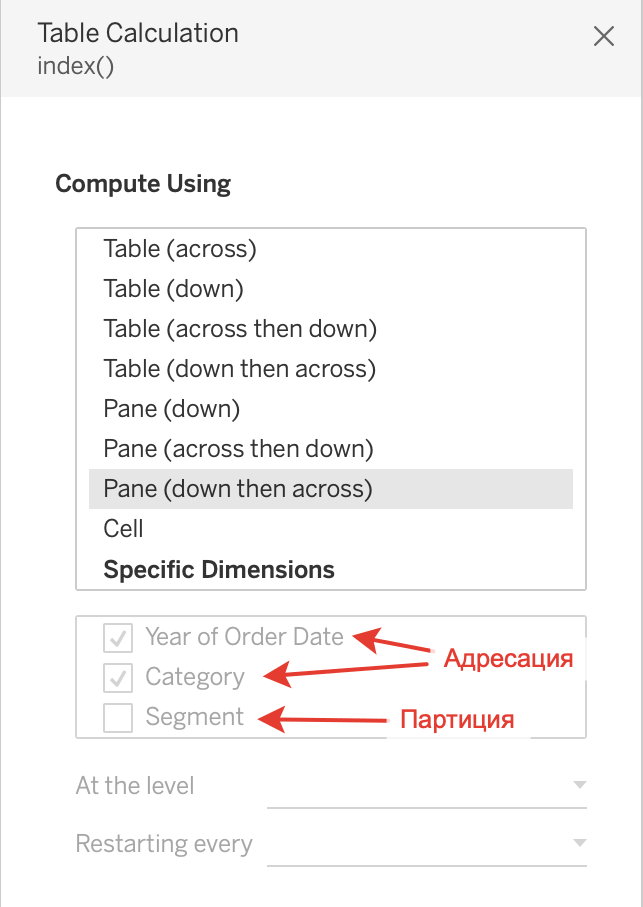 Table Calculation
index()
Compute Using
Table (across)
Table (down)
Table (across then down)
Table (down then across)
Pane (down)
Pane (across then down)
Pane (down then across)
Cell
Specific Dimensions
Year of Order Date
Адресация
Category
Segment
Партиция
At the level
Restarting every